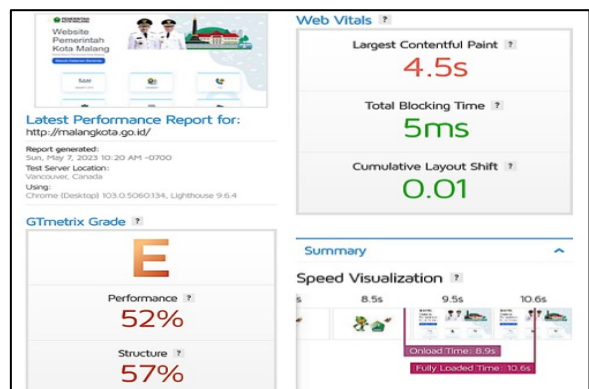 Website
Pemerintah
Kota Malang
Latest Performance Report for:
http://malangkota.go.id/
Report generated:
Sun, May 7, 2023 10:20 AM -0700
Test Server Location:
Vancouver, Canada
Using:
Chrome (Desktop) 103.0.5060.134, Lighthouse 9.6.4
GTmetrix Grade ?
E
Performance ?
52%
Structure ?
57%
Web Vitals ?
Largest Contentful Paint ?
4.5s
Total Blocking Time ?
5ms
Cumulative Layout Shift ?
0.01
Summary
Speed Visualization ?
s 8.5s 9.5s 10.6s
Onload Time: 8.9s
Fully Loaded Time: 10.6s